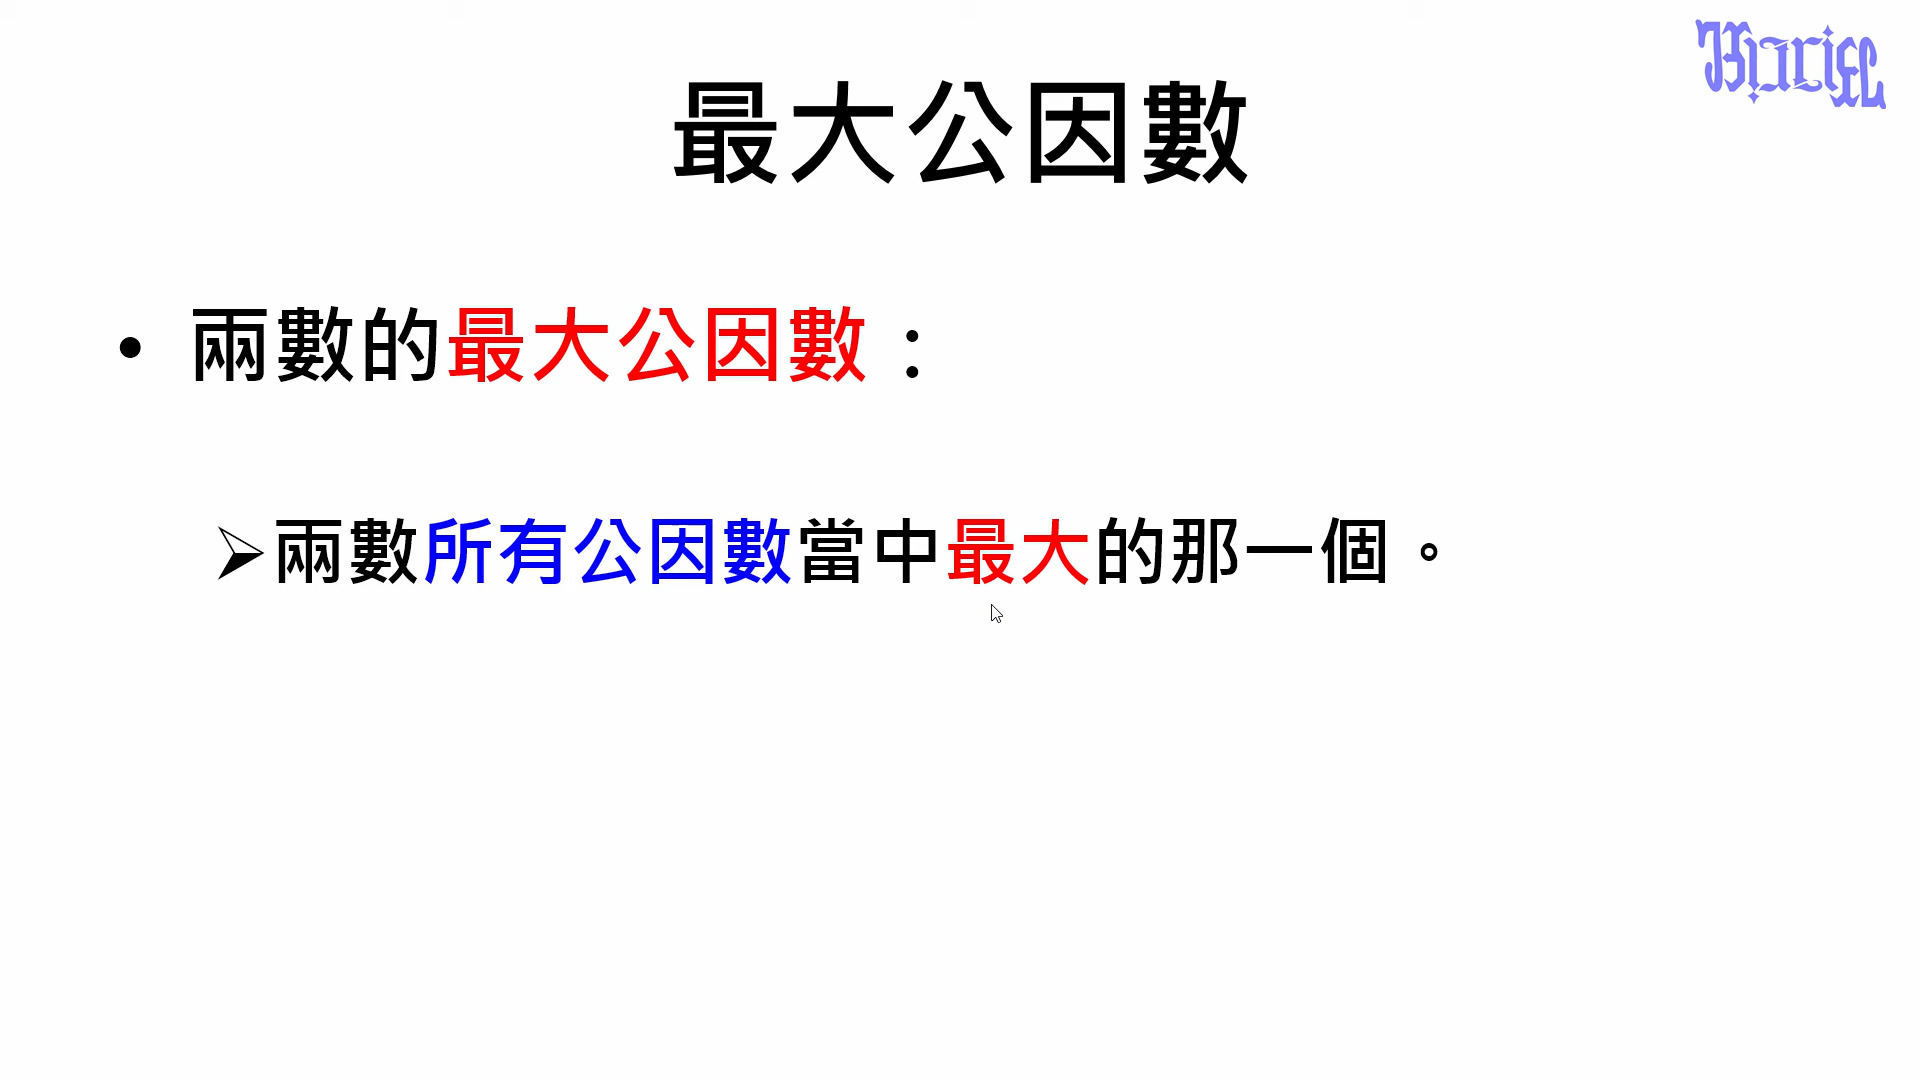 最大公因數
• 兩數的最大公因數：
➢兩數所有公因數當中最大的那一個。